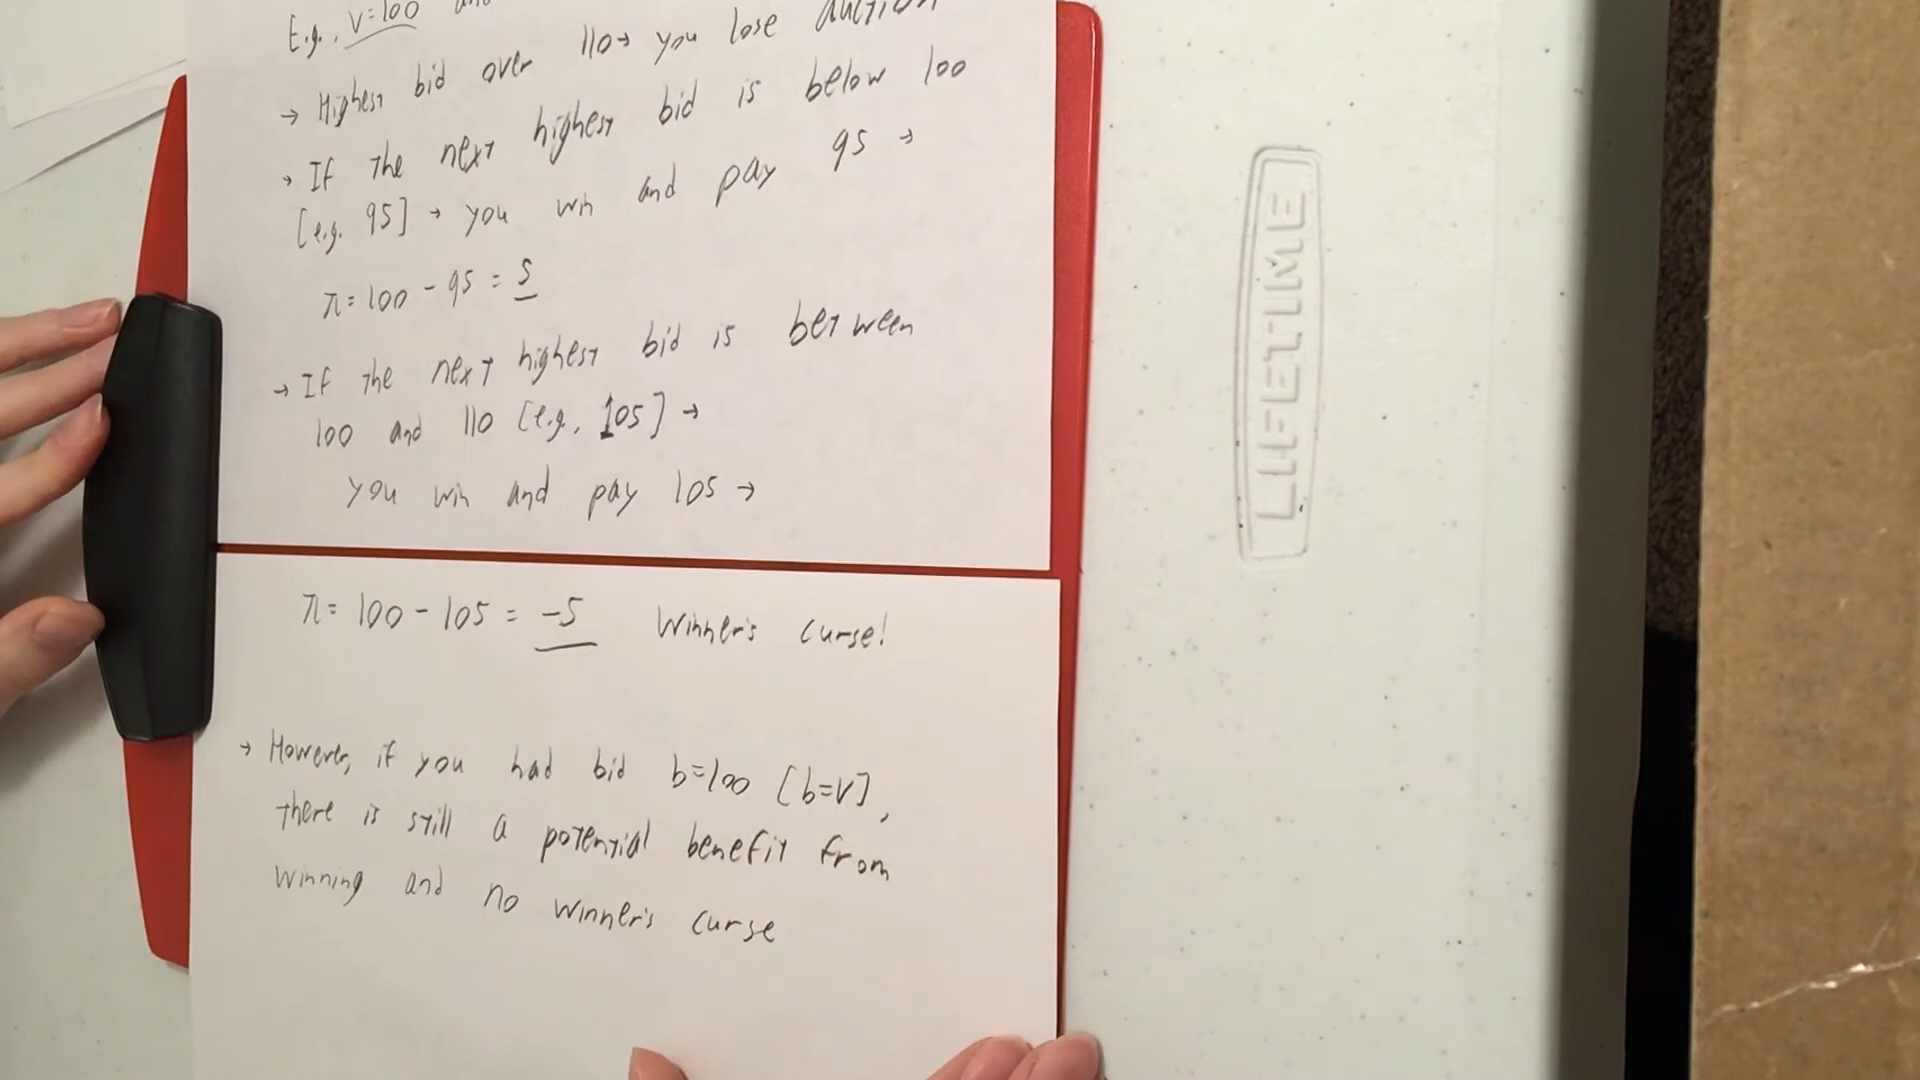 E.g., v=100 and
→ Highest bid over 110→ you lose auction
→ If the next highest bid is below 100
[e.g. 95] → you win and pay 95 →
π= 100 - 95 = 5
→ If the next highest bid is between
100 and 110 [e.g., 105] →
you win and pay 105 →
π= 100 - 105 = -5 Winner's curse!
→ However, if you had bid b=100 [b=v],
there is still a potential benefit from
winning and no winner's curse
LIFETIME